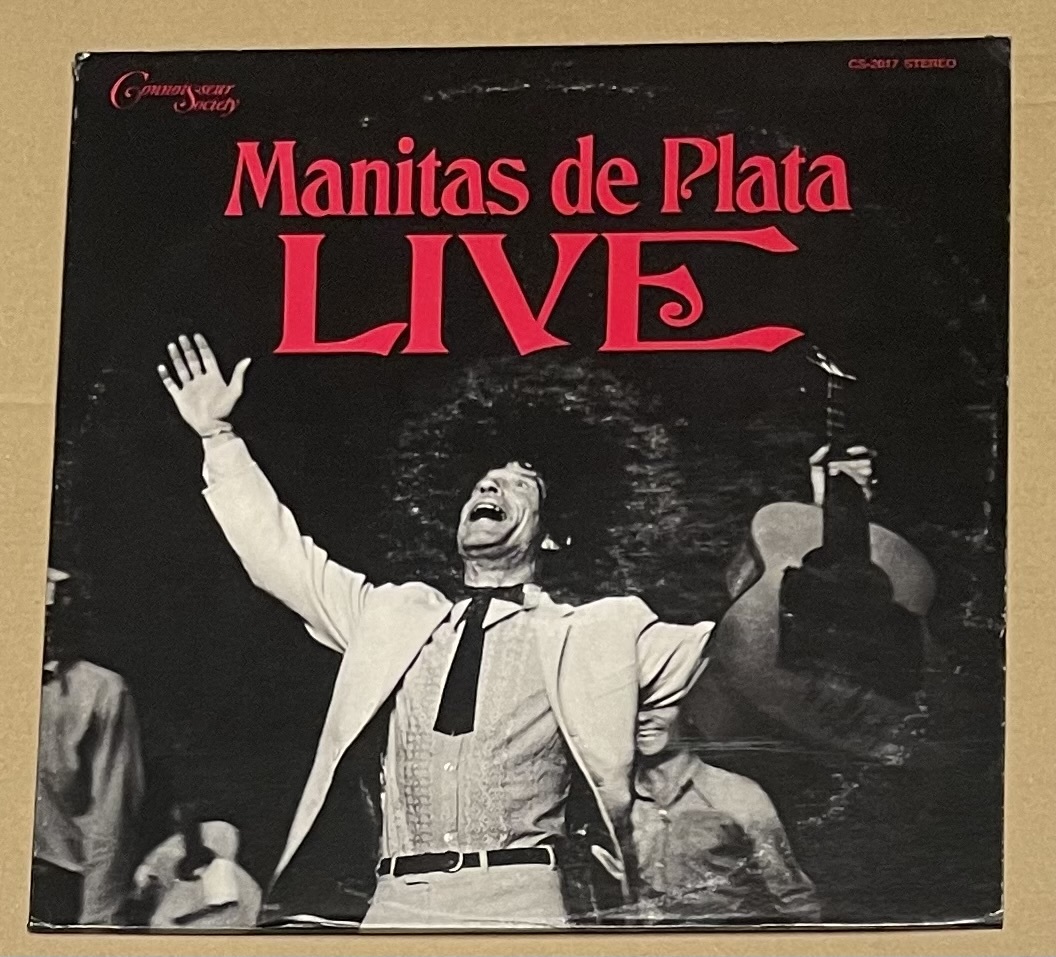 Connoisseur
Society
CS-2017 STEREO
Manitas de Plata
LIVE